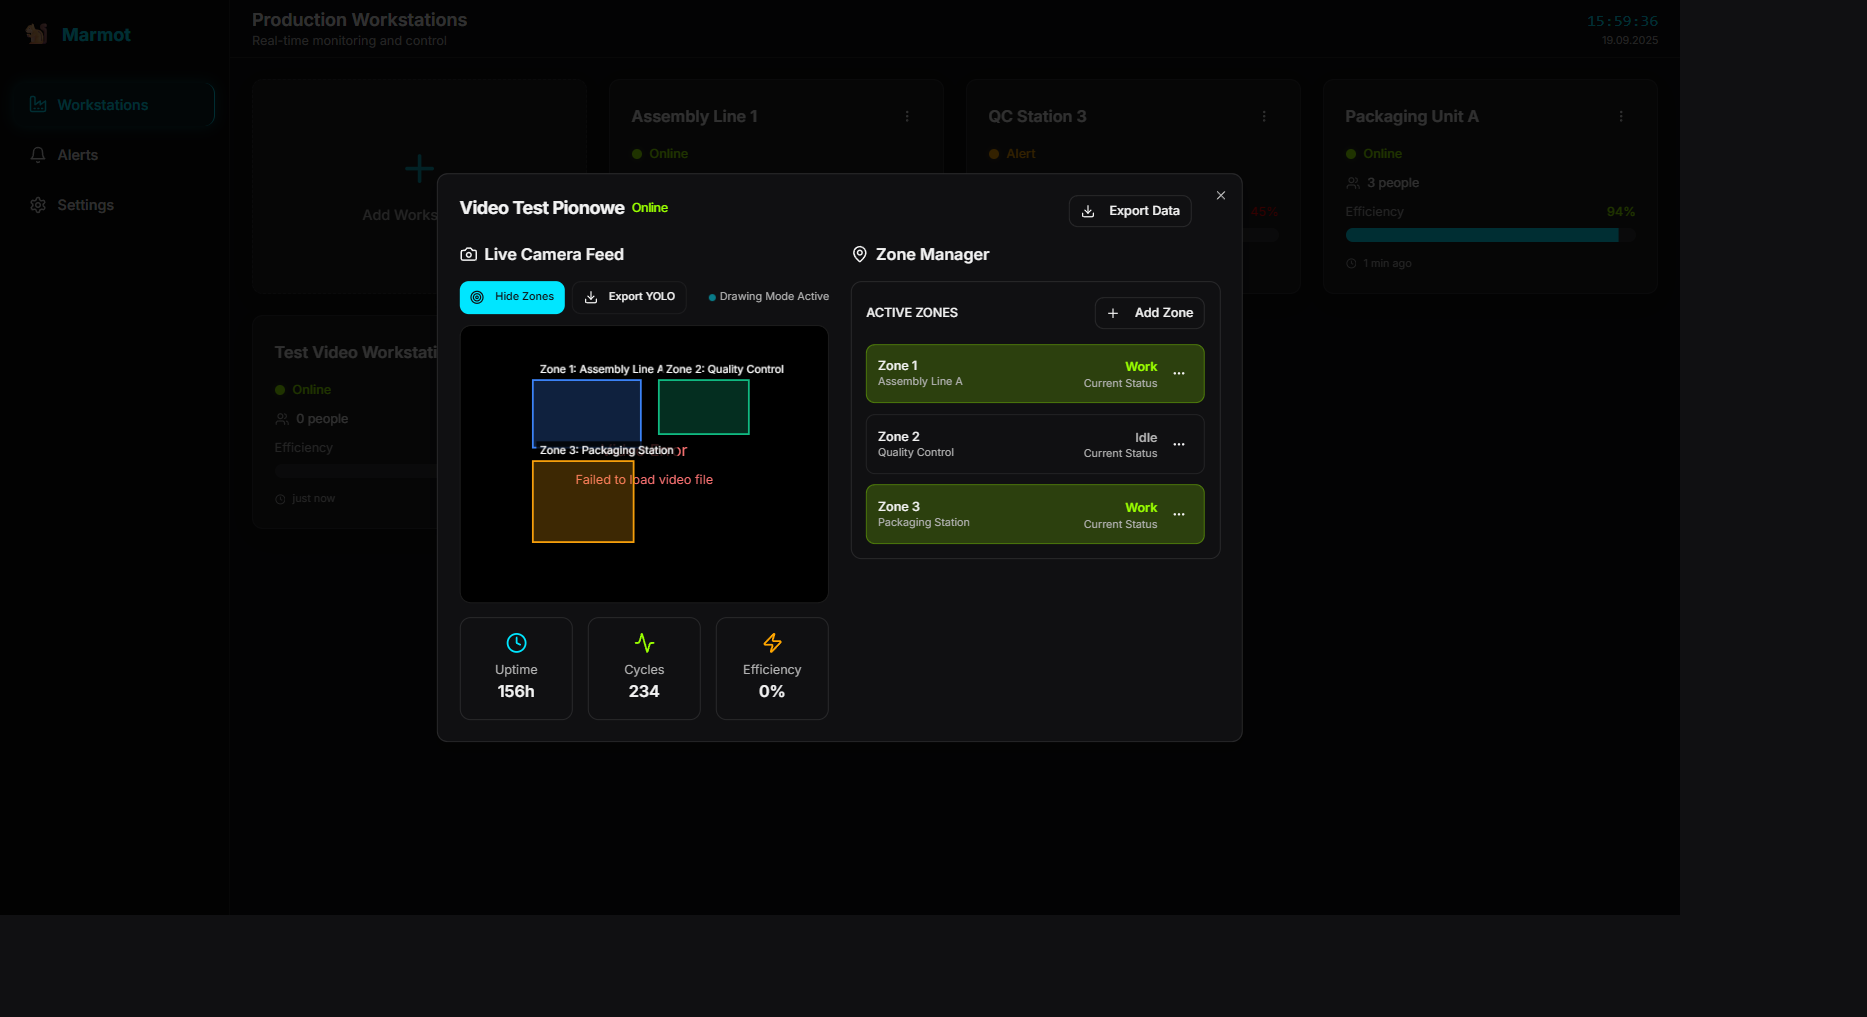 Marmot
Workstations
Alerts
Settings
Production Workstations
Real-time monitoring and control
15:59:36
19.09.2025
Add Works
Assembly Line 1
Online
QC Station 3
Alert
45%
Packaging Unit A
Online
3 people
Efficiency
94%
1 min ago
Test Video Workstati
Online
0 people
Efficiency
just now
Video Test Pionowe Online
Export Data
Live Camera Feed
Hide Zones
Export YOLO
Drawing Mode Active
Zone 1: Assembly Line A
Zone 2: Quality Control
Zone 3: Packaging Station
or
Failed to load video file
Uptime
156h
Cycles
234
Efficiency
0%
Zone Manager
ACTIVE ZONES
Add Zone
Zone 1
Assembly Line A
Work
Current Status
Zone 2
Quality Control
Idle
Current Status
Zone 3
Packaging Station
Work
Current Status